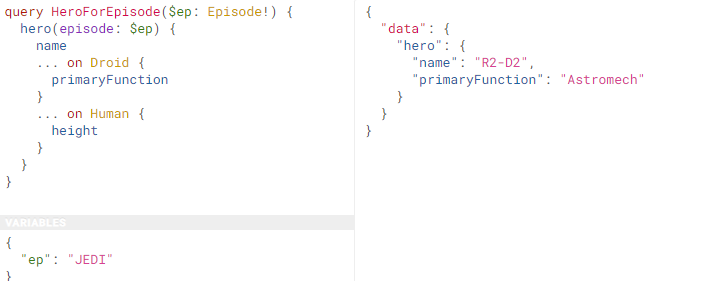 query HeroForEpisode($ep: Episode!) {
  hero(episode: $ep) {
    name
    ... on Droid {
      primaryFunction
    }
    ... on Human {
      height
    }
  }
}
VARIABLES
{
  "ep": "JEDI"
}
{
  "data": {
    "hero": {
      "name": "R2-D2",
      "primaryFunction": "Astromech"
    }
  }
}